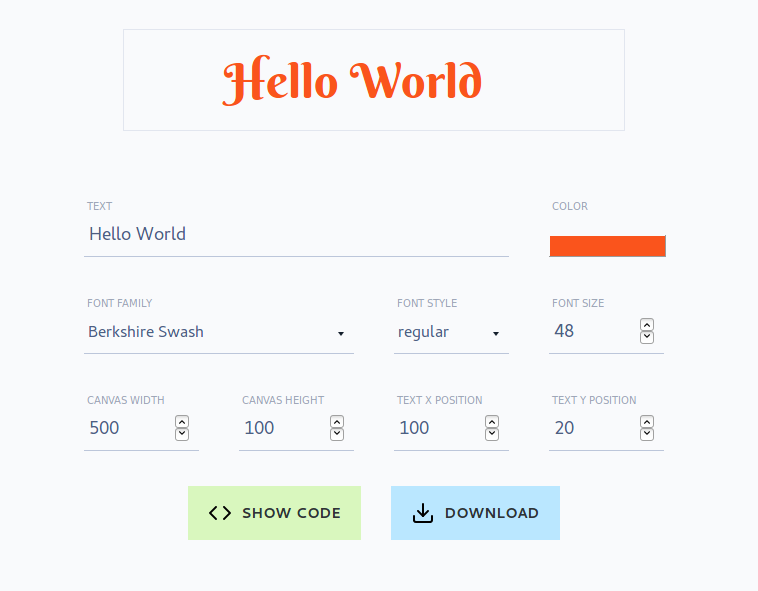 Hello World
TEXT COLOR
Hello World
FONT FAMILY FONT STYLE FONT SIZE
Berkshire Swash regular 48
CANVAS WIDTH CANVAS HEIGHT TEXT X POSITION TEXT Y POSITION
500 100 100 20
SHOW CODE DOWNLOAD